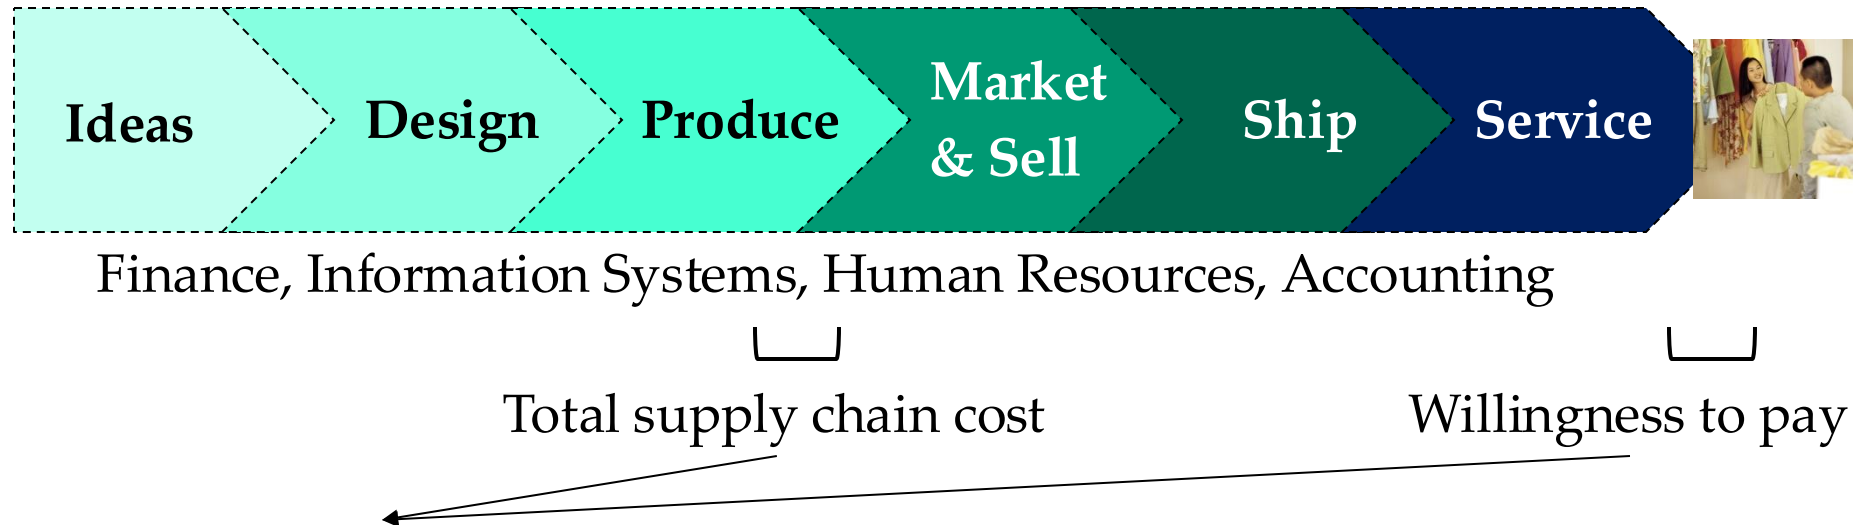 Ideas
Design
Produce
Market
& Sell
Ship
Service
Finance, Information Systems, Human Resources, Accounting
Total supply chain cost
Willingness to pay